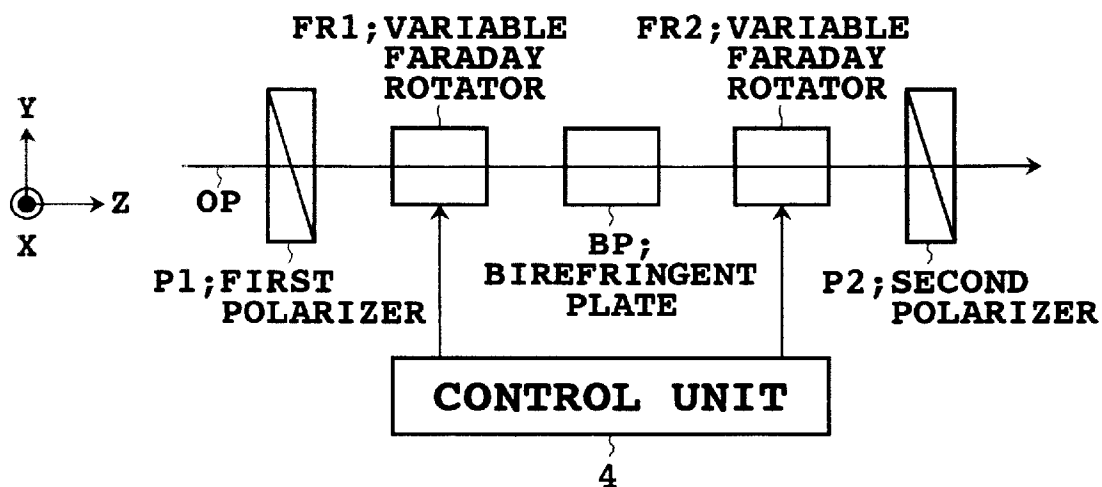 FR1;VARIABLE
FARADAY
ROTATOR
FR2;VARIABLE
FARADAY
ROTATOR
Y
Z
X
OP
P1;FIRST
POLARIZER
BP;
BIREFRINGENT
PLATE
P2;SECOND
POLARIZER
CONTROL UNIT
4